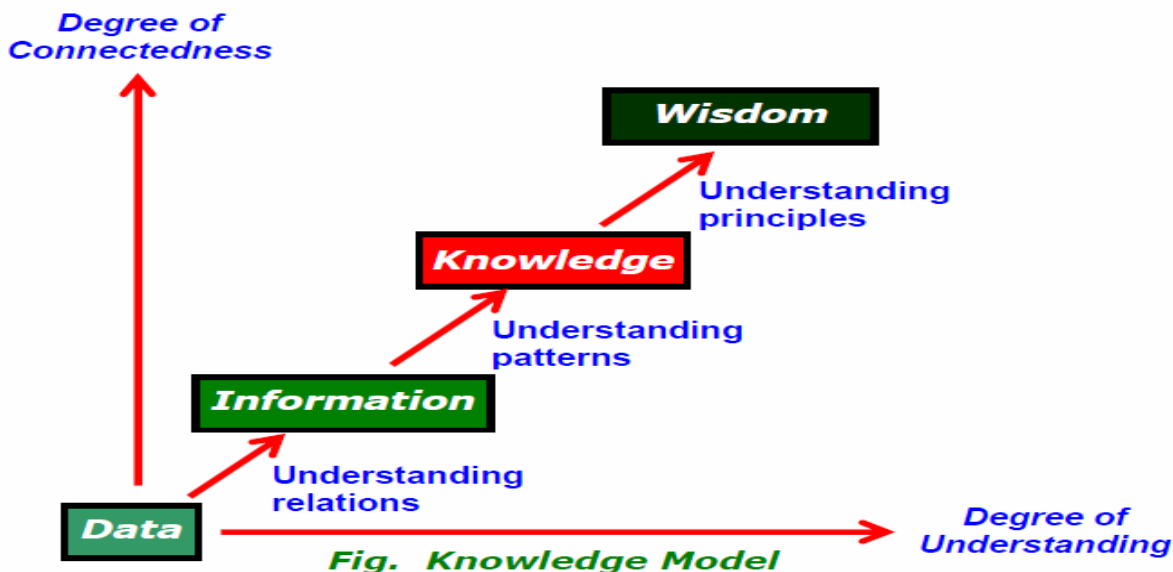 Degree of
Connectedness
Wisdom
Understanding
principles
Knowledge
Understanding
patterns
Information
Understanding
relations
Data
Degree of
Understanding
Fig. Knowledge Model